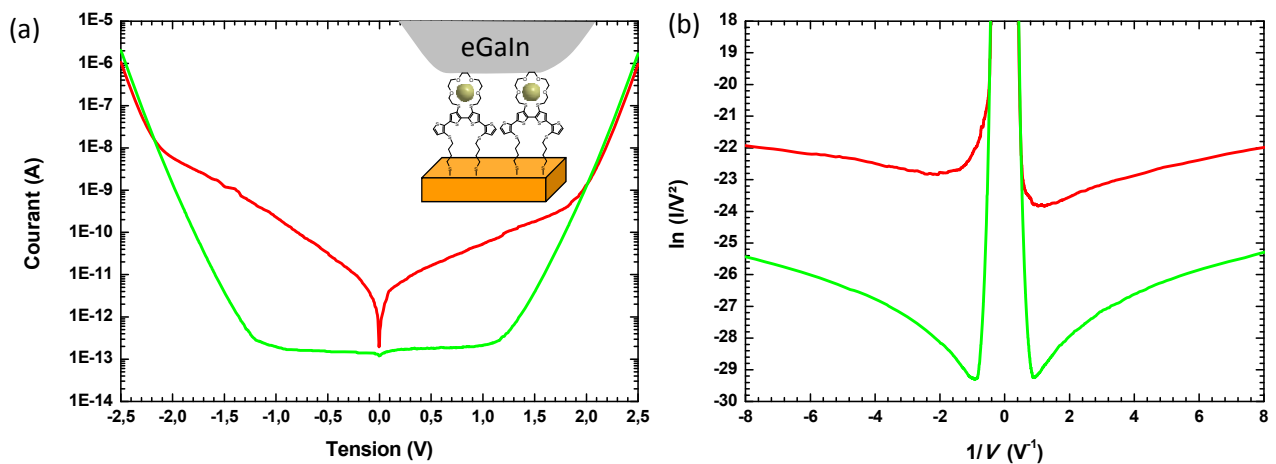 (a)
1E-5
1E-6
1E-7
1E-8
1E-9
1E-10
1E-11
1E-12
1E-13
1E-14
Courant (A)
-2,5 -2,0 -1,5 -1,0 -0,5 0,0 0,5 1,0 1,5 2,0 2,5
Tension (V)
eGaIn
(b)
18
-19
-20
-21
-22
-23
-24
-25
-26
-27
-28
-29
-30
ln (I/V²)
-8 -6 -4 -2 0 2 4 6 8
1/V (V⁻¹)